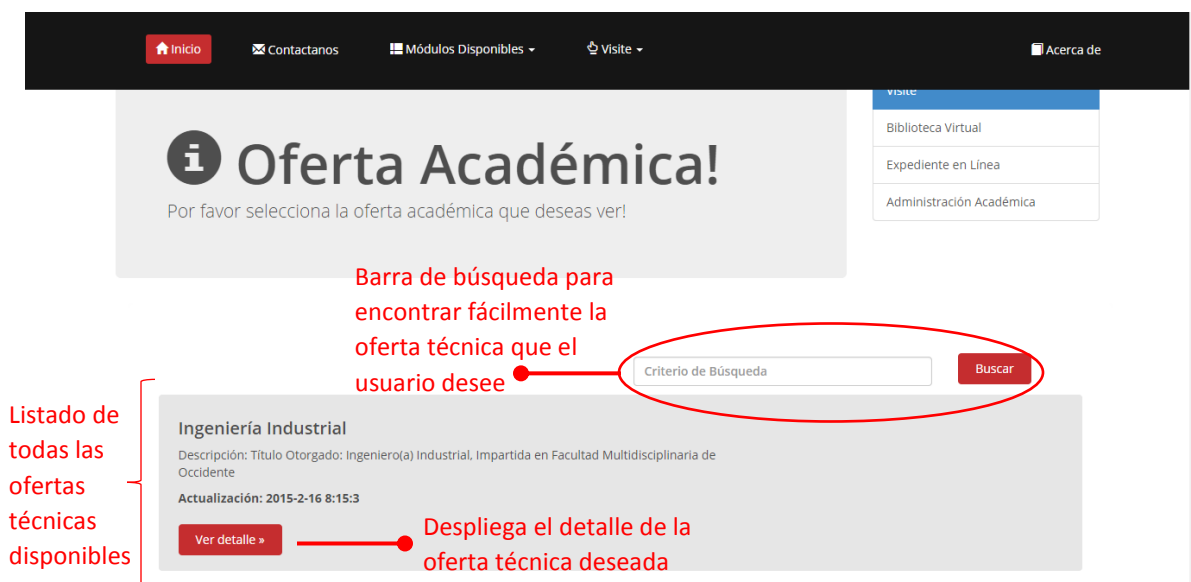 Inicio
Contactanos
Módulos Disponibles
Visite
Acerca de
Visite
Biblioteca Virtual
Expediente en Línea
Administración Académica
Oferta Académica!
Por favor selecciona la oferta académica que deseas ver!
Barra de búsqueda para
encontrar fácilmente la
oferta técnica que el
usuario desee
Criterio de Búsqueda
Buscar
Listado de
todas las
ofertas
técnicas
disponibles
Ingeniería Industrial
Descripción: Título Otorgado: Ingeniero(a) Industrial, Impartida en Facultad Multidisciplinaria de
Occidente
Actualización: 2015-2-16 8:15:3
Ver detalle »
Despliega el detalle de la
oferta técnica deseada